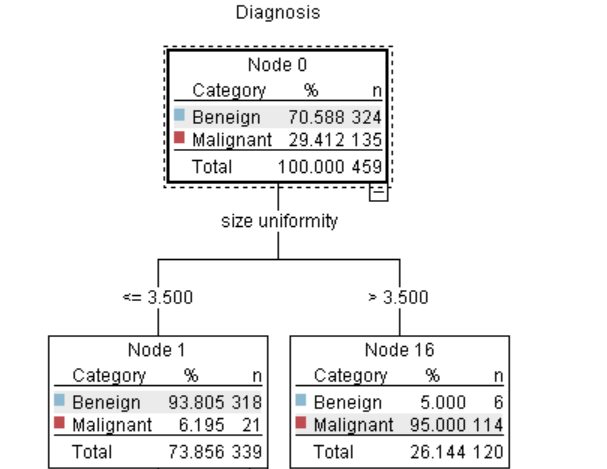 Diagnosis
Node 0
Category % n
Beneign 70.588 324
Malignant 29.412 135
Total 100.000 459
size uniformity
<= 3.500
> 3.500
Node 1
Category % n
Beneign 93.805 318
Malignant 6.195 21
Total 73.856 339
Node 16
Category % n
Beneign 5.000 6
Malignant 95.000 114
Total 26.144 120